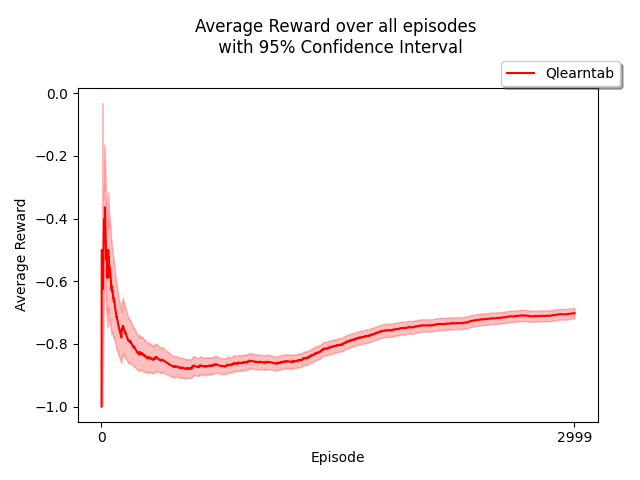 Average Reward over all episodes
with 95% Confidence Interval
Qlearntab
0.0
−0.2
−0.4
−0.6
−0.8
−1.0
Average Reward
0
2999
Episode